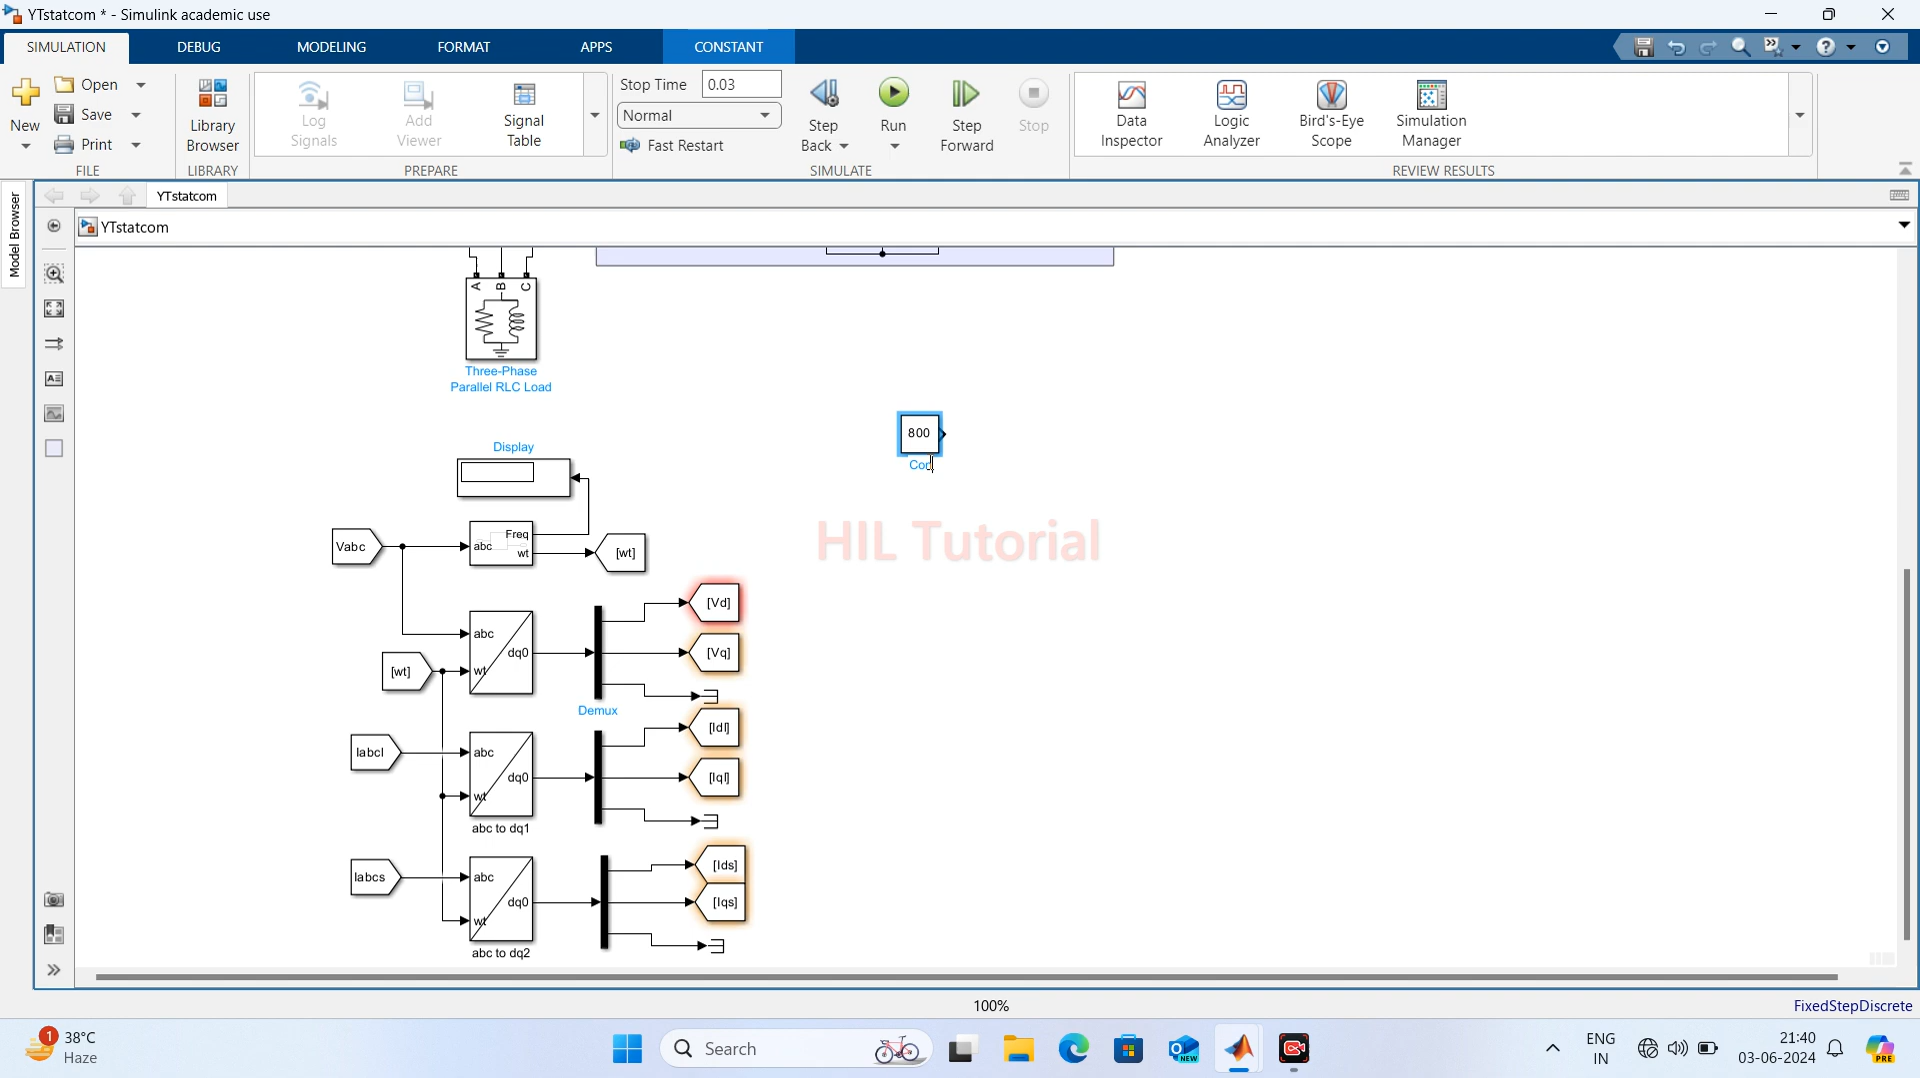 YTstatcom * - Simulink academic use
SIMULATION DEBUG MODELING FORMAT APPS CONSTANT
New
Open
Save
Print
FILE
Library Browser
LIBRARY
Log Signals
Add Viewer
Signal Table
PREPARE
Stop Time 0.03
Normal
Fast Restart
Step Back
Run
Step Forward
Stop
SIMULATE
Data Inspector
Logic Analyzer
Bird's-Eye Scope
Simulation Manager
REVIEW RESULTS
Model Browser
YTstatcom
YTstatcom
A B C
Three-Phase
Parallel RLC Load
800
Display
HIL Tutorial
Vabc
abc
Freq
wt
[wt]
[Vd]
abc
dq0
wt
[Vq]
[wt]
Demux
[Idl]
Iabcl
abc
dq0
wt
[Iql]
abc to dq1
[Ids]
Iabcs
abc
dq0
wt
[Iqs]
abc to dq2
100%
FixedStepDiscrete
1
38°C
Haze
Search
NEW
ENG
IN
21:40
03-06-2024
PRE